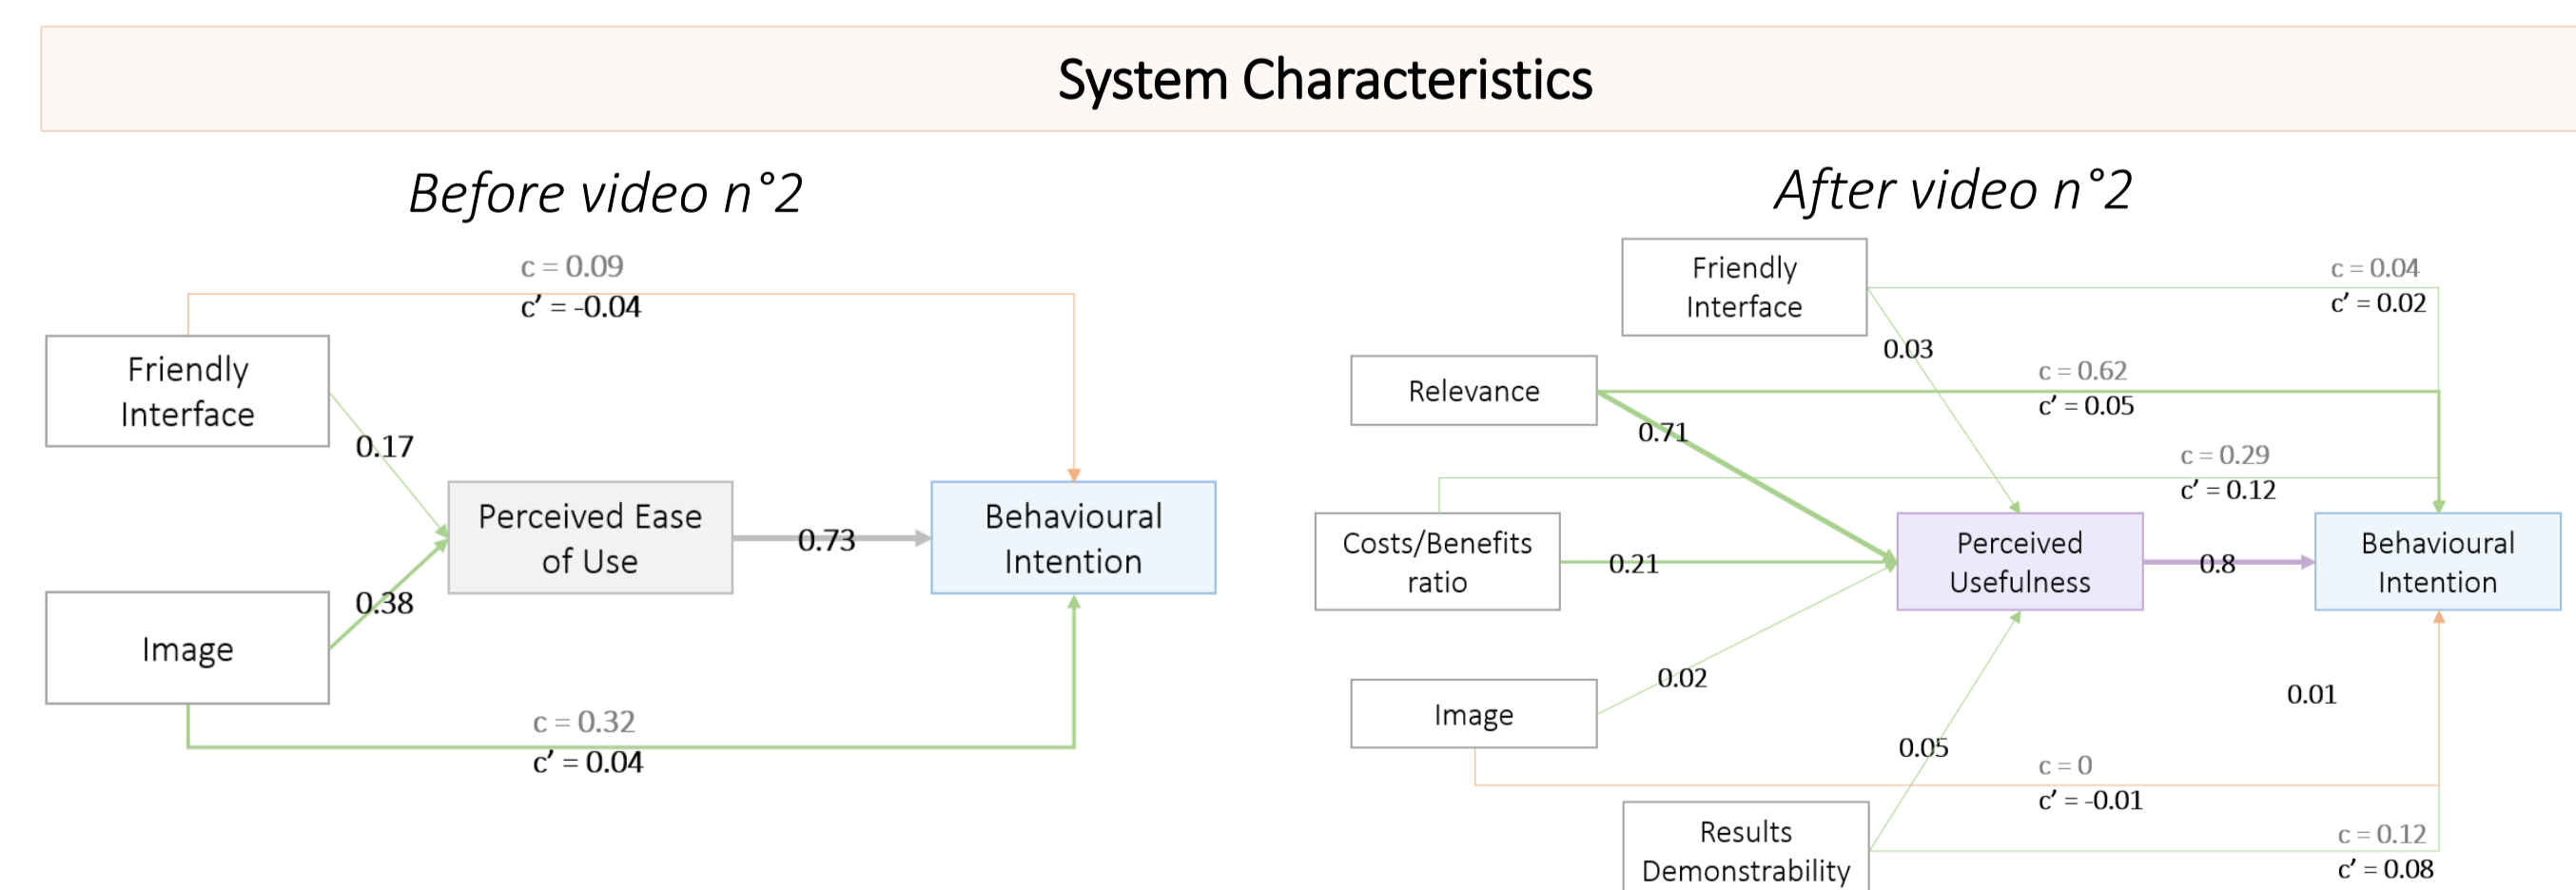 System Characteristics
Before video n°2
c = 0.09
c’ = -0.04
Friendly
Interface
0.17
Perceived Ease
of Use
0.73
Behavioural
Intention
0.38
Image
c = 0.32
c’ = 0.04
After video n°2
Friendly
Interface
c = 0.04
c’ = 0.02
0.03
Relevance
c = 0.62
c’ = 0.05
0.71
c = 0.29
c’ = 0.12
Costs/Benefits
ratio
0.21
Perceived
Usefulness
0.8
Behavioural
Intention
0.02
Image
0.01
0.05
c = 0
c’ = -0.01
Results
Demonstrability
c = 0.12
c’ = 0.08